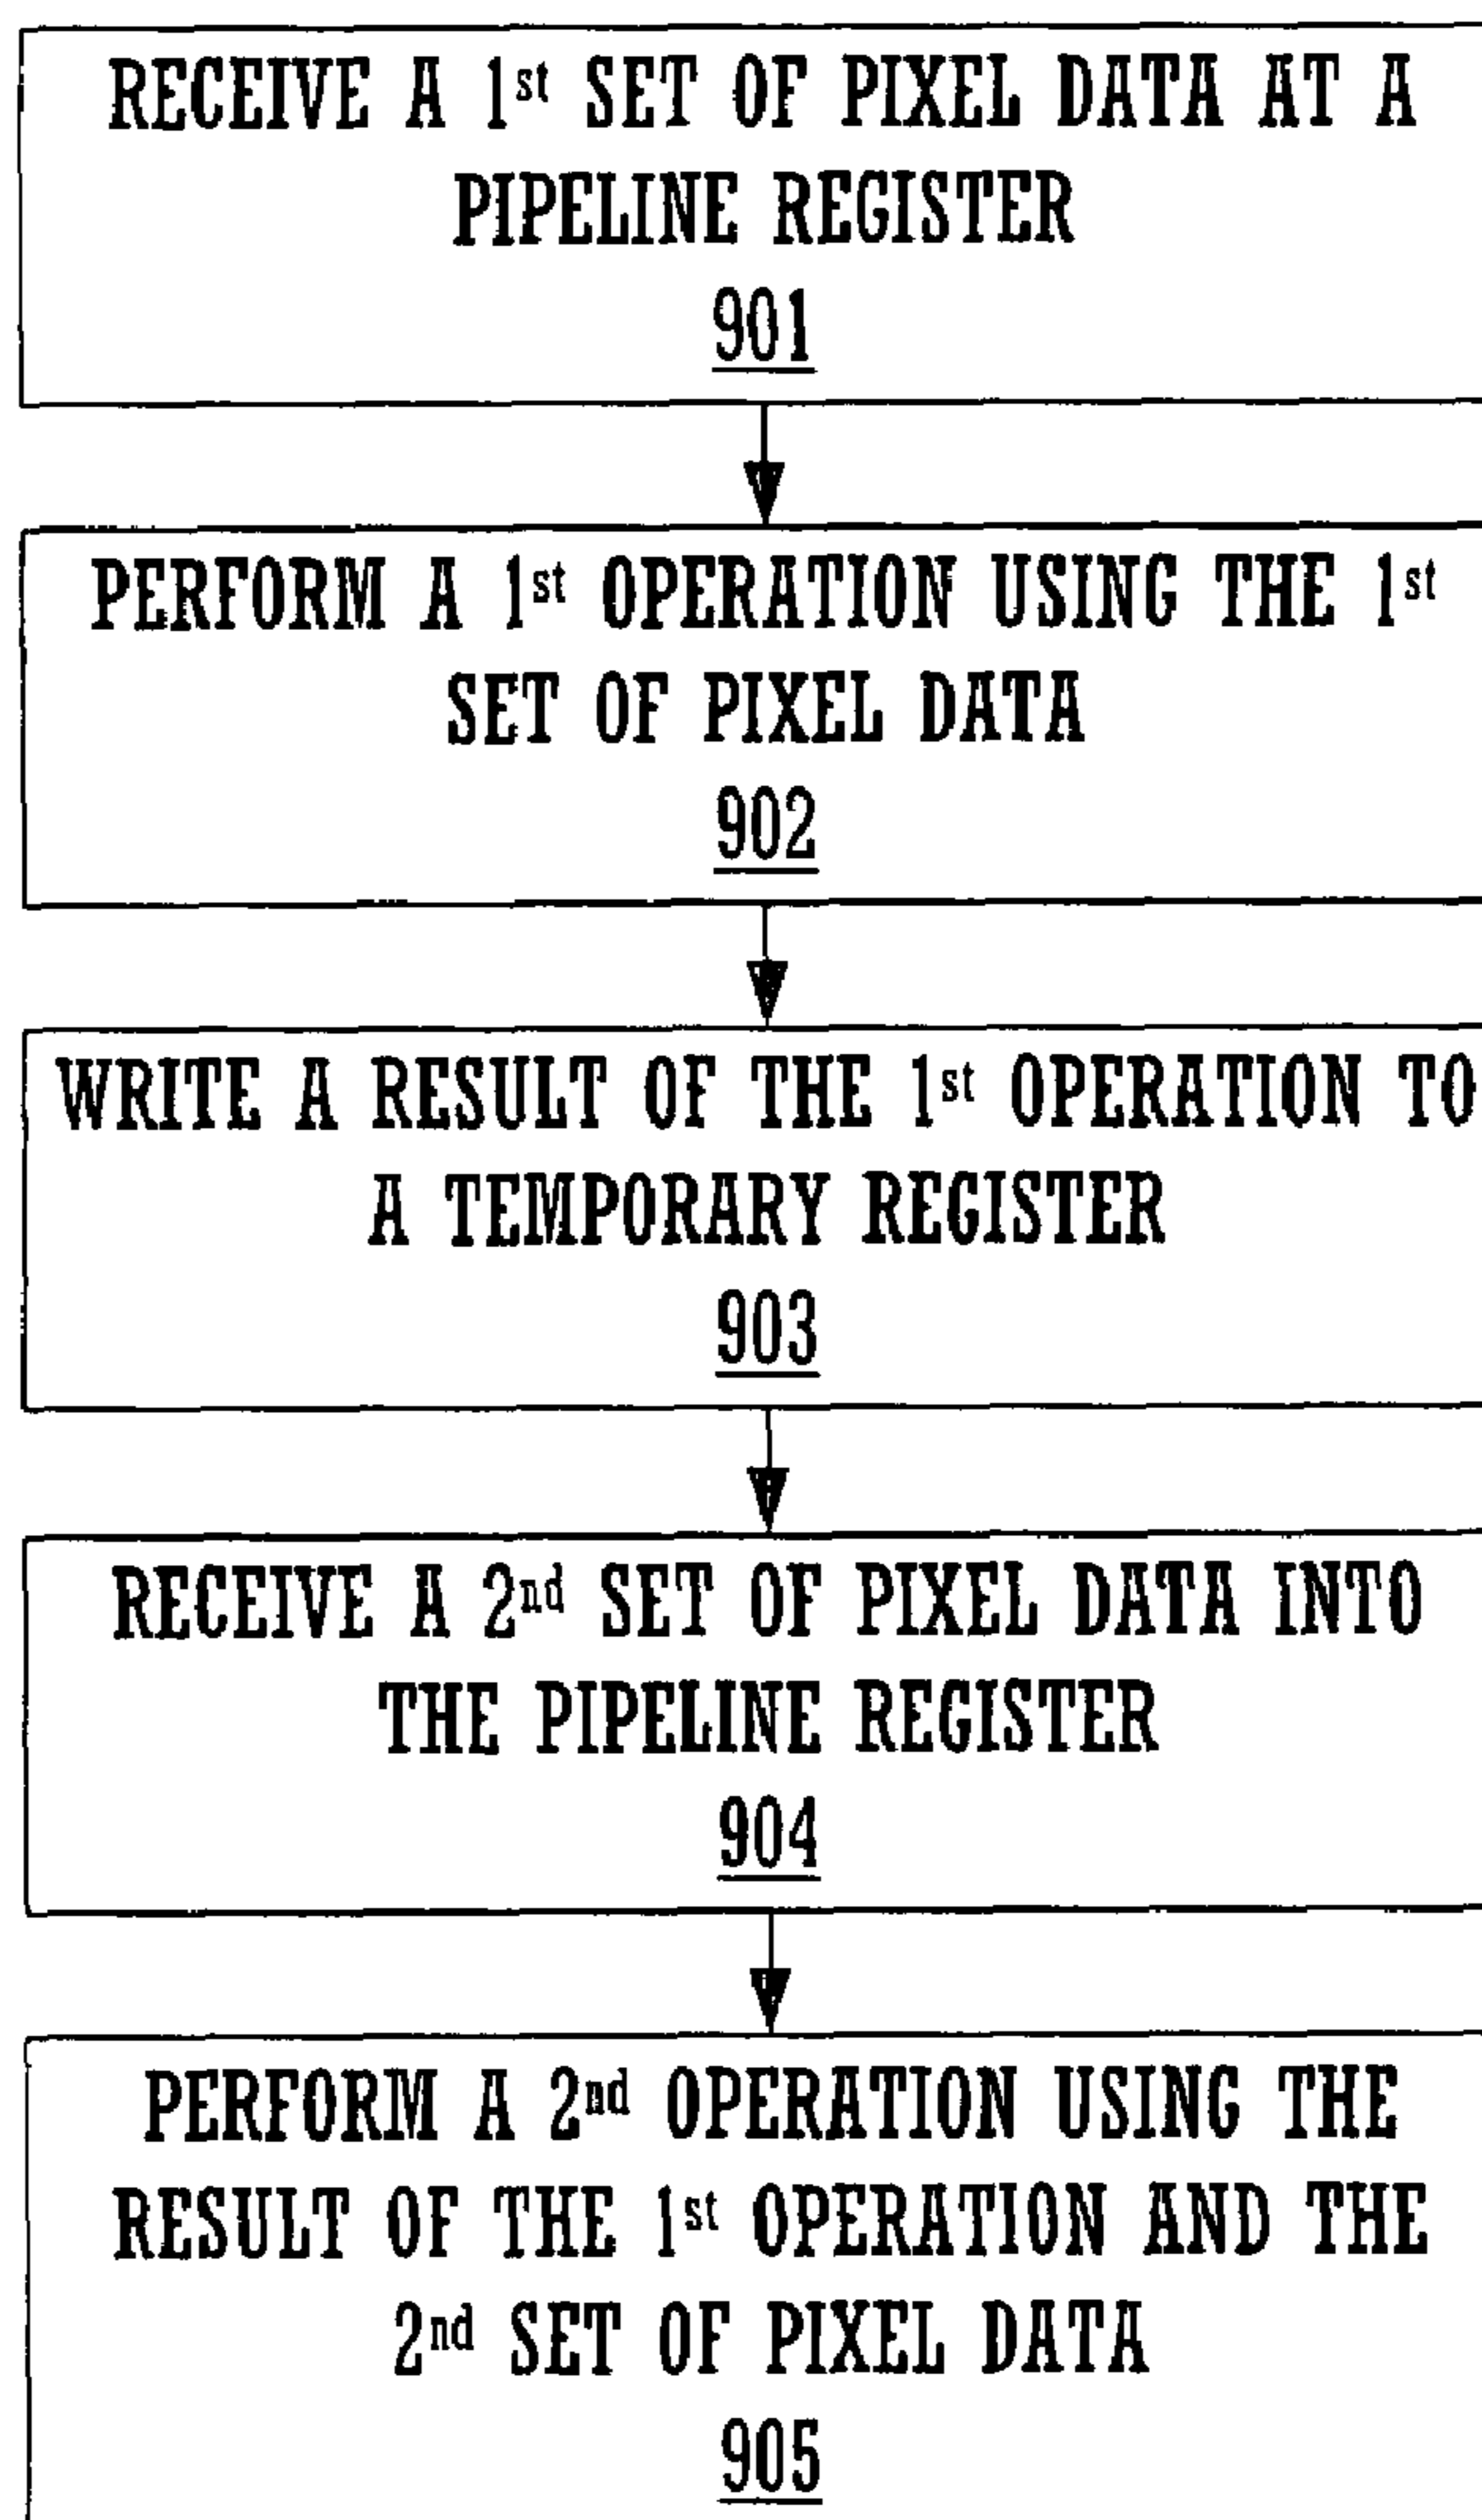 RECEIVE A 1st SET OF PIXEL DATA AT A
PIPELINE REGISTER
901
PERFORM A 1st OPERATION USING THE 1st
SET OF PIXEL DATA
902
WRITE A RESULT OF THE 1st OPERATION TO
A TEMPORARY REGISTER
903
RECEIVE A 2nd SET OF PIXEL DATA INTO
THE PIPELINE REGISTER
904
PERFORM A 2nd OPERATION USING THE
RESULT OF THE 1st OPERATION AND THE
2nd SET OF PIXEL DATA
905